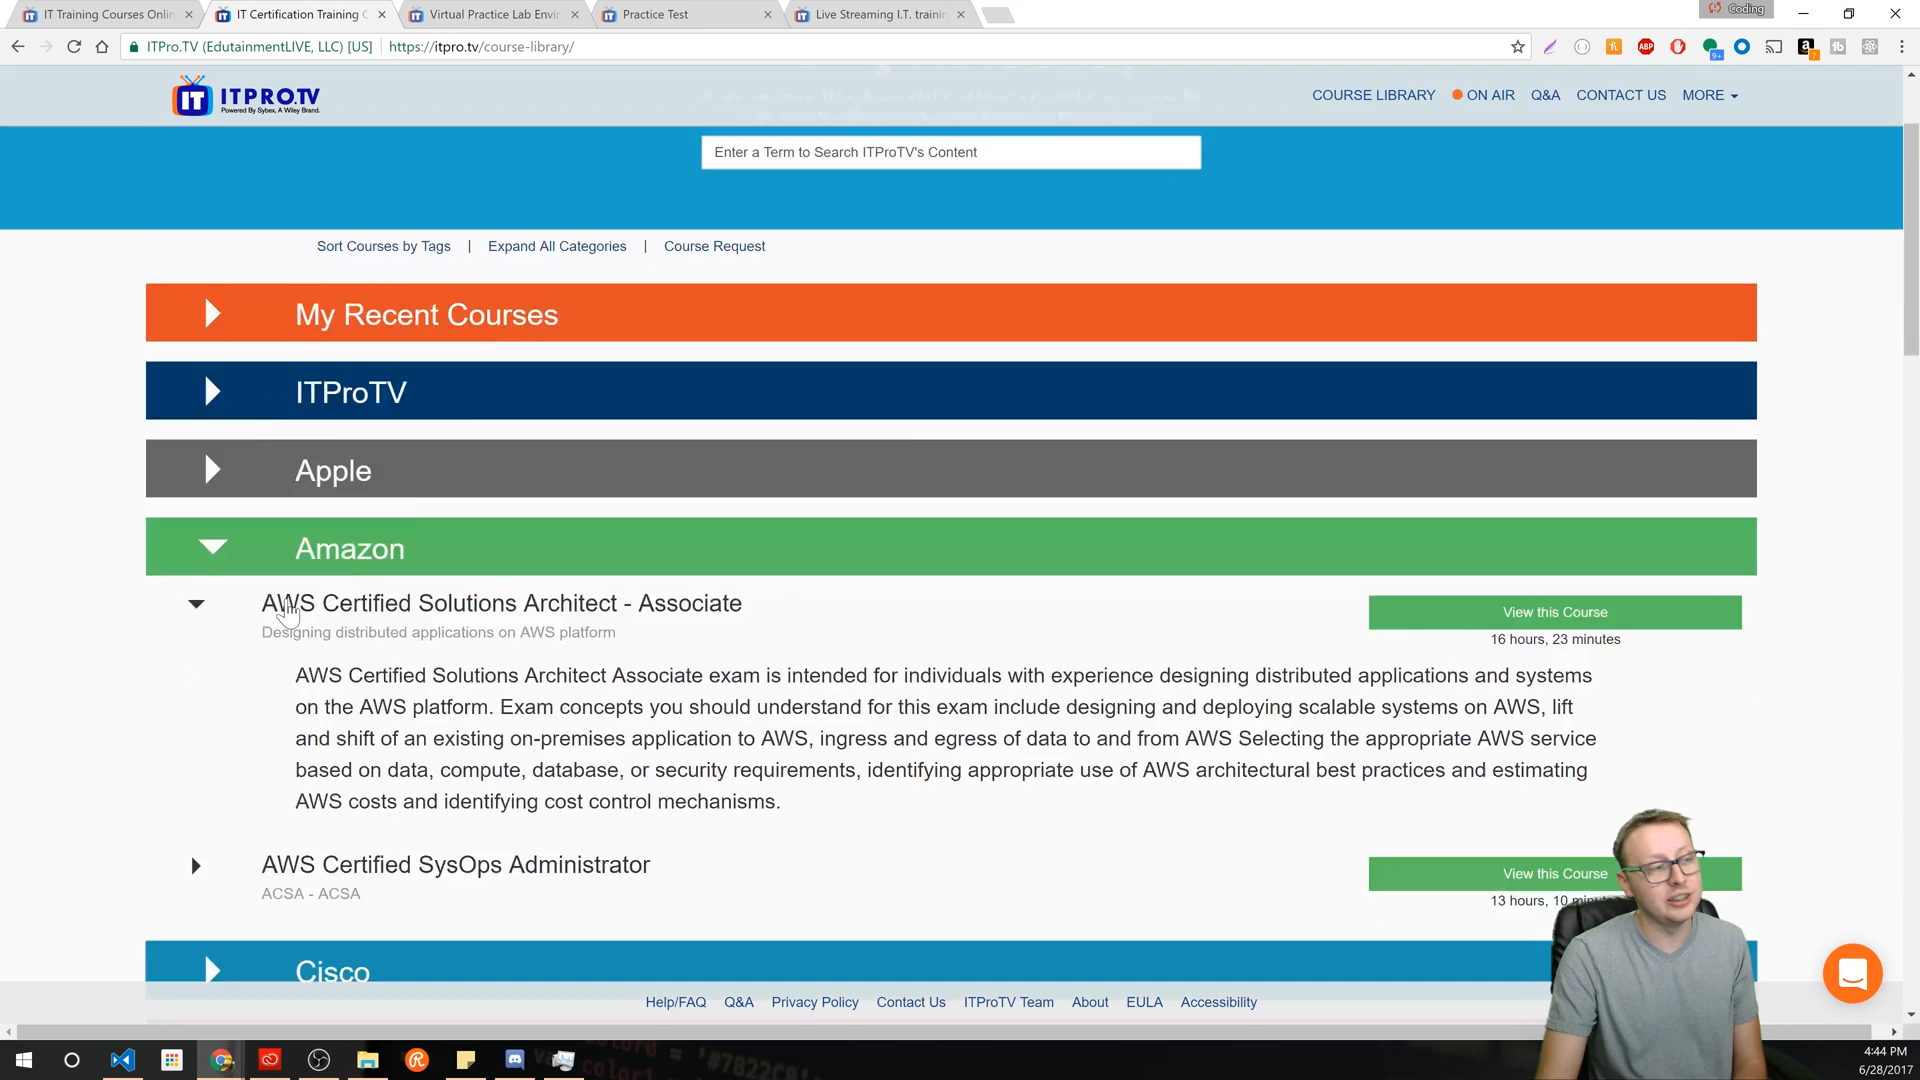 IT Training Courses Onlin
IT Certification Training C
Virtual Practice Lab Envir
Practice Test
Live Streaming I.T. trainin
Coding
ITPro.TV (EdutainmentLIVE, LLC) [US]
https://itpro.tv/course-library/
ABP
9+
7
IT ITPRO.TV
Powered By Sybex, A Wiley Brand.
COURSE LIBRARY
ON AIR
Q&A
CONTACT US
MORE
Enter a Term to Search ITProTV's Content
Sort Courses by Tags | Expand All Categories | Course Request
My Recent Courses
ITProTV
Apple
Amazon
AWS Certified Solutions Architect - Associate
Designing distributed applications on AWS platform
View this Course
16 hours, 23 minutes
AWS Certified Solutions Architect Associate exam is intended for individuals with experience designing distributed applications and systems
on the AWS platform. Exam concepts you should understand for this exam include designing and deploying scalable systems on AWS, lift
and shift of an existing on-premises application to AWS, ingress and egress of data to and from AWS Selecting the appropriate AWS service
based on data, compute, database, or security requirements, identifying appropriate use of AWS architectural best practices and estimating
AWS costs and identifying cost control mechanisms.
AWS Certified SysOps Administrator
ACSA - ACSA
View this Course
13 hours, 10
Cisco
Help/FAQ Q&A Privacy Policy Contact Us ITProTV Team About EULA Accessibility
4:44 PM
6/28/2017